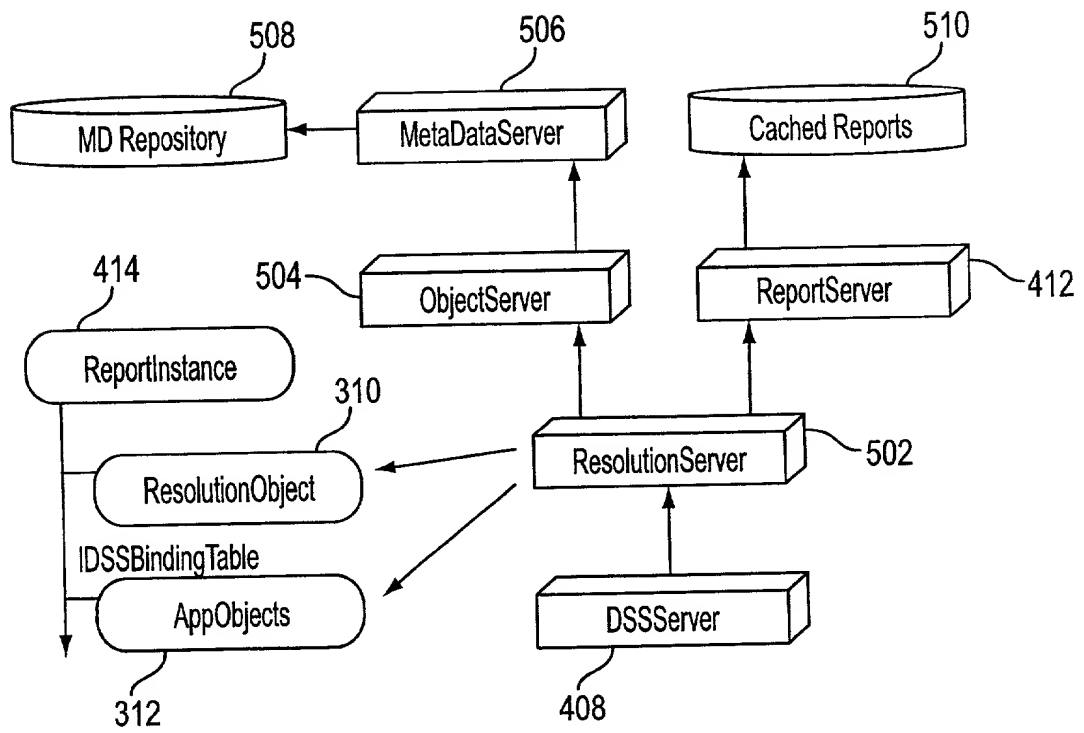 508
506
510
MD Repository
MetaDataServer
Cached Reports
414
504
ObjectServer
ReportServer
412
ReportInstance
310
ResolutionObject
ResolutionServer
502
IDSSBindingTable
AppObjects
DSSServer
312
408